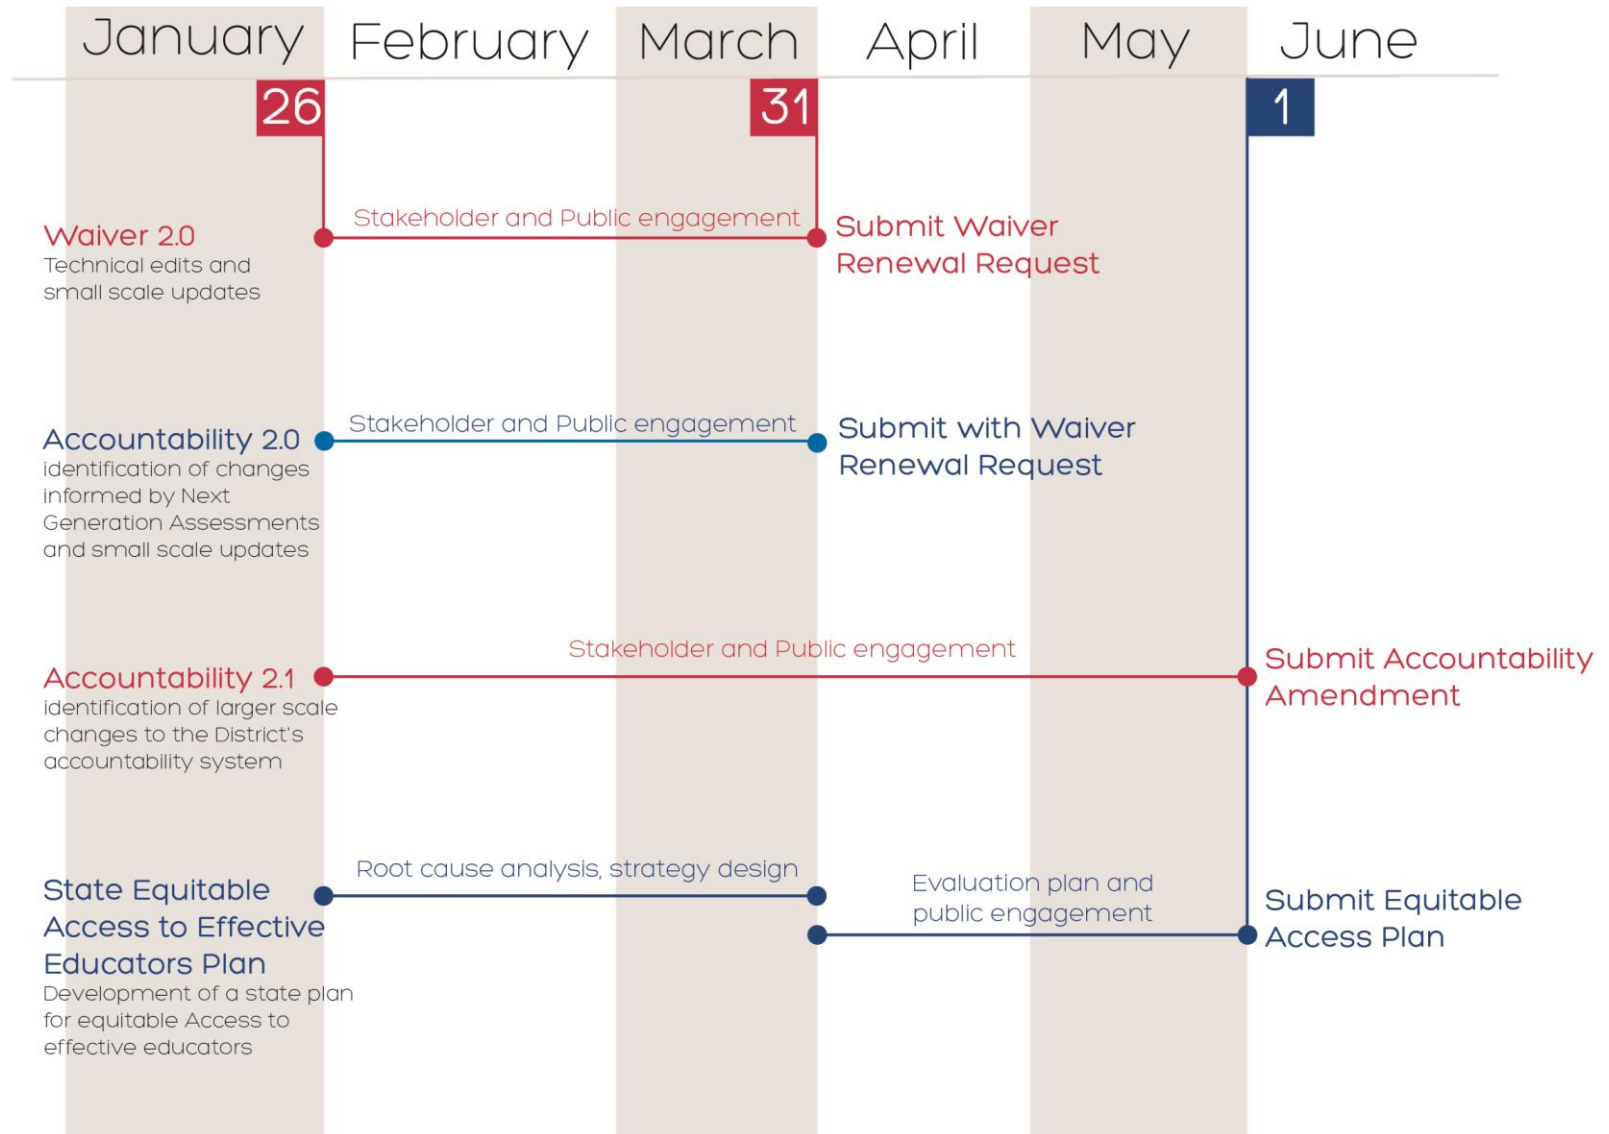 January February March April May June
26 31 1
Waiver 2.0
Technical edits and
small scale updates
Stakeholder and Public engagement
Submit Waiver
Renewal Request
Accountability 2.0
identification of changes
informed by Next
Generation Assessments
and small scale updates
Stakeholder and Public engagement
Submit with Waiver
Renewal Request
Accountability 2.1
identification of larger scale
changes to the District's
accountability system
Stakeholder and Public engagement
Submit Accountability
Amendment
State Equitable
Access to Effective
Educators Plan
Development of a state plan
for equitable Access to
effective educators
Root cause analysis, strategy design
Evaluation plan and
public engagement
Submit Equitable
Access Plan